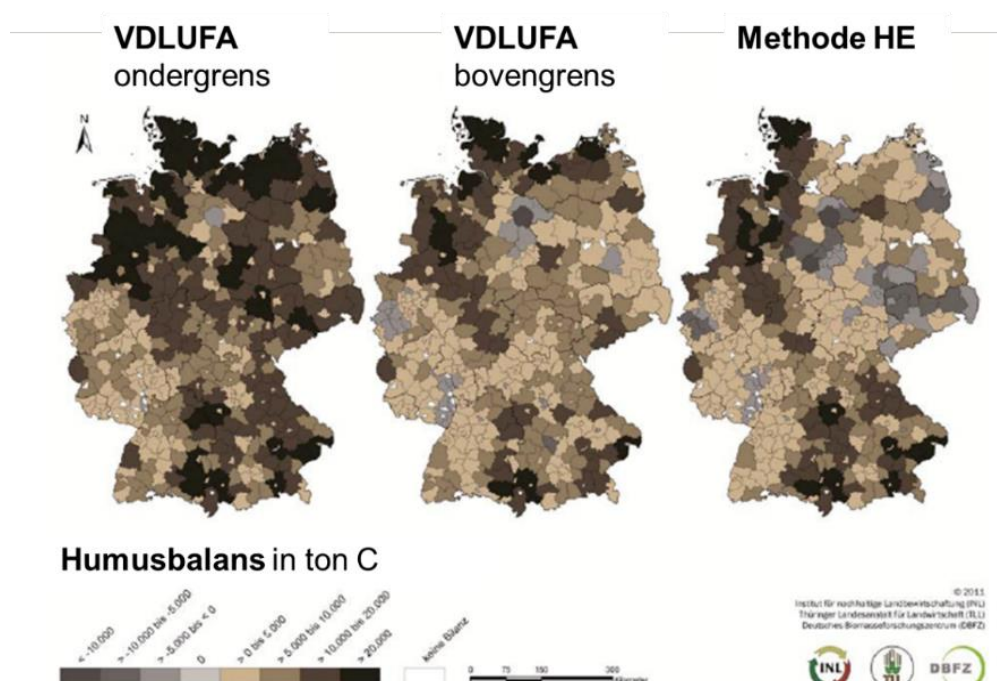 VDLUFA
ondergrens
VDLUFA
bovengrens
Methode HE
N
Humusbalans in ton C
< -10.000
> -10.000 bis -5.000
> -5.000 bis < 0
0
> 0 bis 5.000
> 5.000 bis 10.000
> 10.000 bis 20.000
> 20.000
keine Bilanz
0 75 150 300
Kilometer
© 2011
Institut für nachhaltige Landbewirtschaftung (INL)
Thüringer Landesanstalt für Landwirtschaft (TLL)
Deutsches Biomasseforschungszentrum (DBFZ)
INL
DBFZ